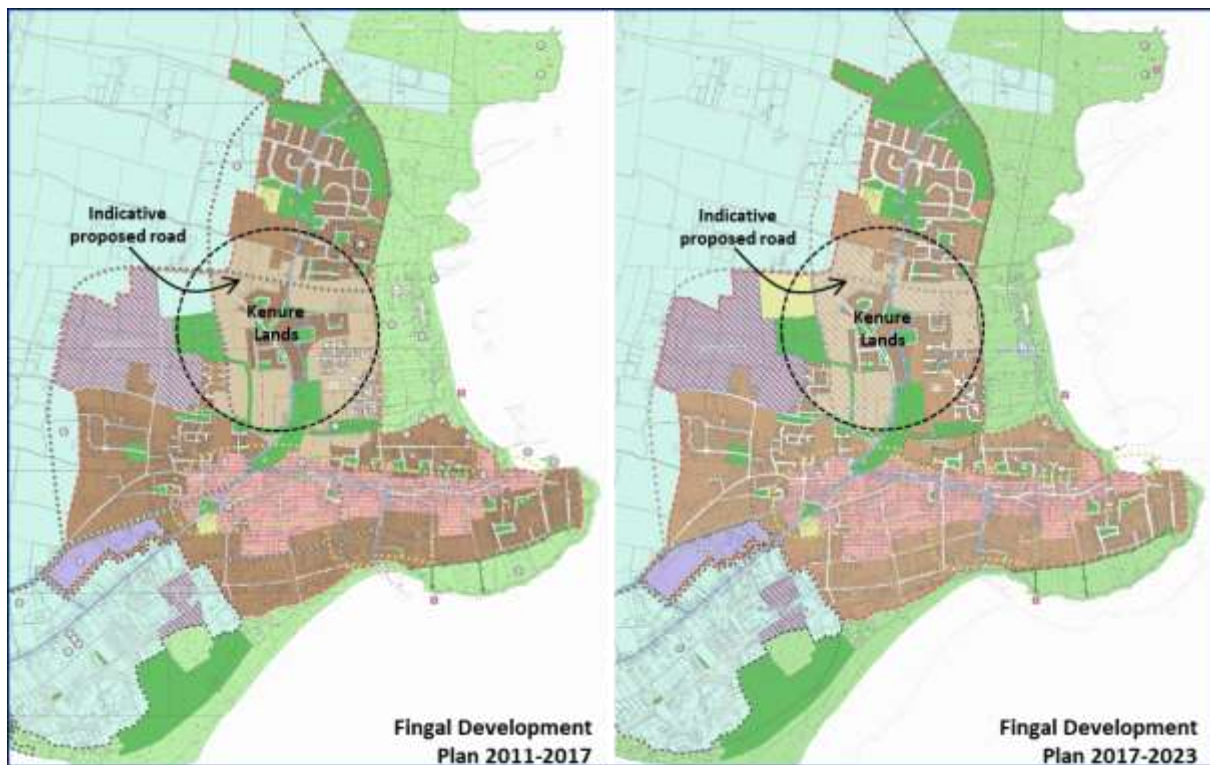 Indicative
proposed road
Kenure
Lands
Fingal Development
Plan 2011-2017
Indicative
proposed road
Kenure
Lands
Fingal Development
Plan 2017-2023